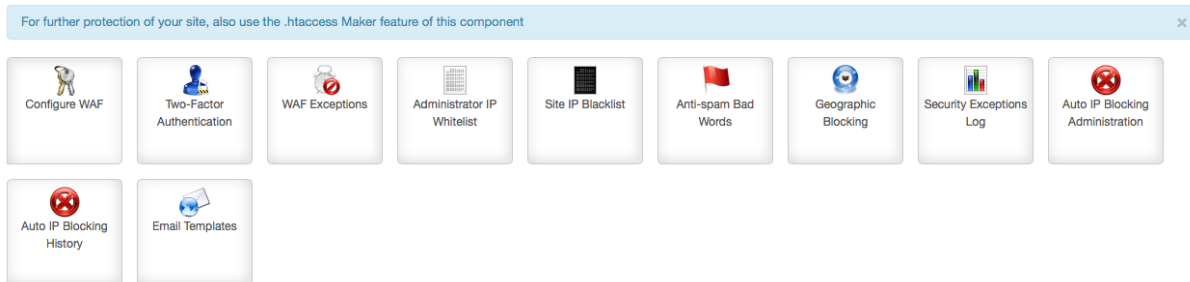 For further protection of your site, also use the .htaccess Maker feature of this component
×
Configure WAF
Two-Factor
Authentication
WAF Exceptions
Administrator IP
Whitelist
Site IP Blacklist
Anti-spam Bad
Words
Geographic
Blocking
Security Exceptions
Log
Auto IP Blocking
Administration
Auto IP Blocking
History
Email Templates